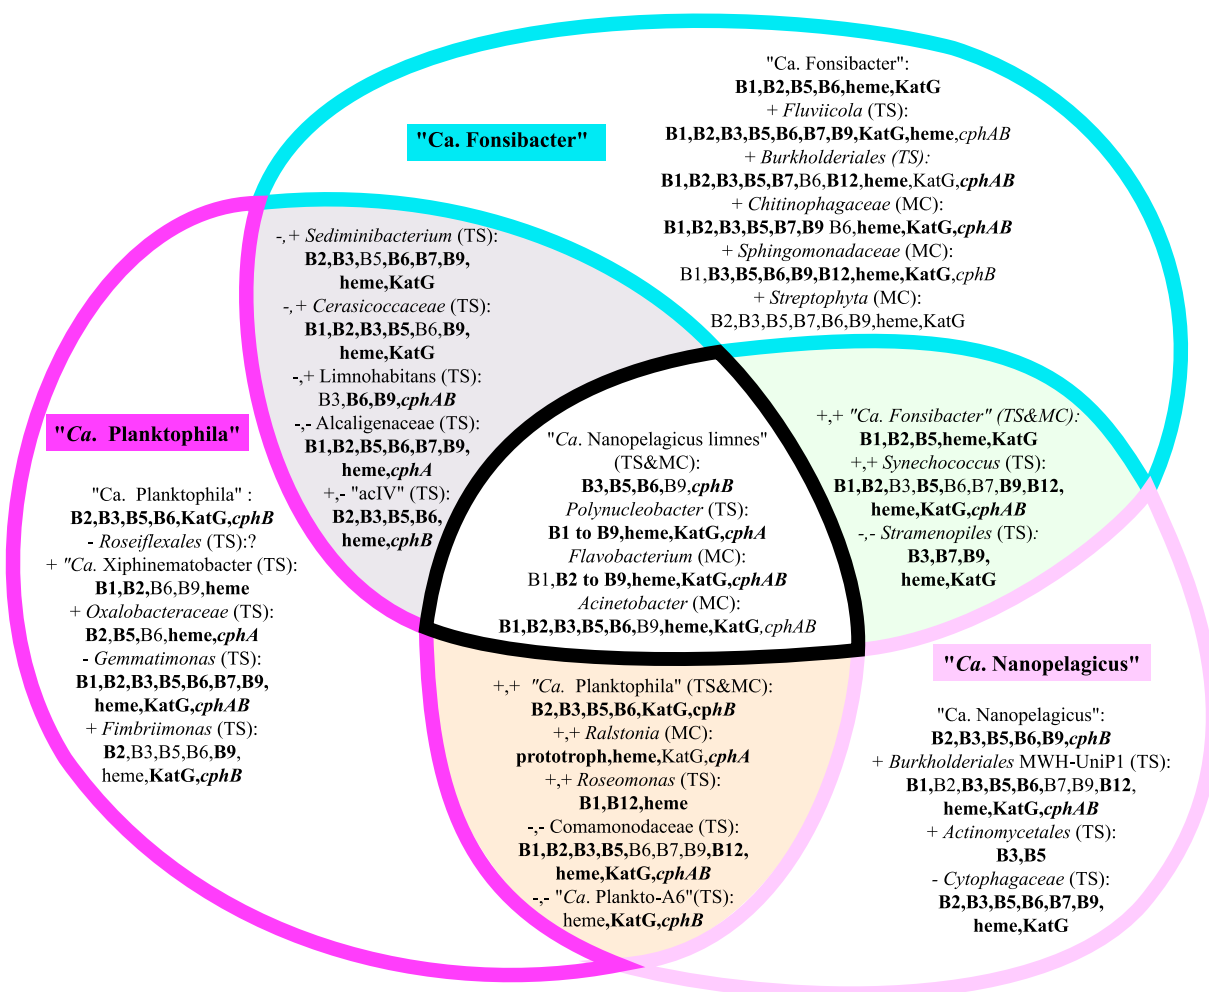 "Ca. Fonsibacter":
B1,B2,B5,B6,heme,KatG
+ Fluviicola (TS):
B1,B2,B3,B5,B6,B7,B9,KatG,heme,cphAB
+ Burkholderiales (TS):
B1,B2,B3,B5,B7,B6,B12,heme,KatG,cphAB
+ Chitinophagaceae (MC):
B1,B2,B3,B5,B7,B9 B6,heme,KatG,cphAB
+ Sphingomonadaceae (MC):
B1,B3,B5,B6,B9,B12,heme,KatG,cphB
+ Streptophyta (MC):
B2,B3,B5,B7,B6,B9,heme,KatG
"Ca. Fonsibacter"
-,+ Sediminibacterium (TS):
B2,B3,B5,B6,B7,B9,
heme,KatG
-,+ Cerasicoccaceae (TS):
B1,B2,B3,B5,B6,B9,
heme,KatG
-,+ Limnohabitans (TS):
B3,B6,B9,cphAB
-,- Alcaligenaceae (TS):
B1,B2,B5,B6,B7,B9,
heme,cphA
+,- "acIV" (TS):
B2,B3,B5,B6,
heme,cphB
"Ca. Planktophila"
"Ca. Planktophila" :
B2,B3,B5,B6,KatG,cphB
- Roseiflexales (TS):?
+ "Ca. Xiphinematobacter (TS):
B1,B2,B6,B9,heme
+ Oxalobacteraceae (TS):
B2,B5,B6,heme,cphA
- Gemmatimonas (TS):
B1,B2,B3,B5,B6,B7,B9,
heme,KatG,cphAB
+ Fimbriimonas (TS):
B2,B3,B5,B6,B9,
heme,KatG,cphB
"Ca. Nanopelagicus limnes"
(TS&MC):
B3,B5,B6,B9,cphB
Polynucleobacter (TS):
B1 to B9,heme,KatG,cphA
Flavobacterium (MC):
B1,B2 to B9,heme,KatG,cphAB
Acinetobacter (MC):
B1,B2,B3,B5,B6,B9,heme,KatG,cphAB
+,+ "Ca. Fonsibacter" (TS&MC):
B1,B2,B5,heme,KatG
+,+ Synechococcus (TS):
B1,B2,B3,B5,B6,B7,B9,B12,
heme,KatG,cphAB
-,- Stramenopiles (TS):
B3,B7,B9,
heme,KatG
+,+ "Ca. Planktophila" (TS&MC):
B2,B3,B5,B6,KatG,cphB
+,+ Ralstonia (MC):
prototroph,heme,KatG,cphA
+,+ Roseomonas (TS):
B1,B12,heme
-,- Comamonodaceae (TS):
B1,B2,B3,B5,B6,B7,B9,B12,
heme,KatG,cphAB
-,- "Ca. Plankto-A6"(TS):
heme,KatG,cphB
"Ca. Nanopelagicus"
"Ca. Nanopelagicus":
B2,B3,B5,B6,B9,cphB
+ Burkholderiales MWH-UniP1 (TS):
B1,B2,B3,B5,B6,B7,B9,B12,
heme,KatG,cphAB
+ Actinomycetales (TS):
B3,B5
- Cytophagaceae (TS):
B2,B3,B5,B6,B7,B9,
heme,KatG